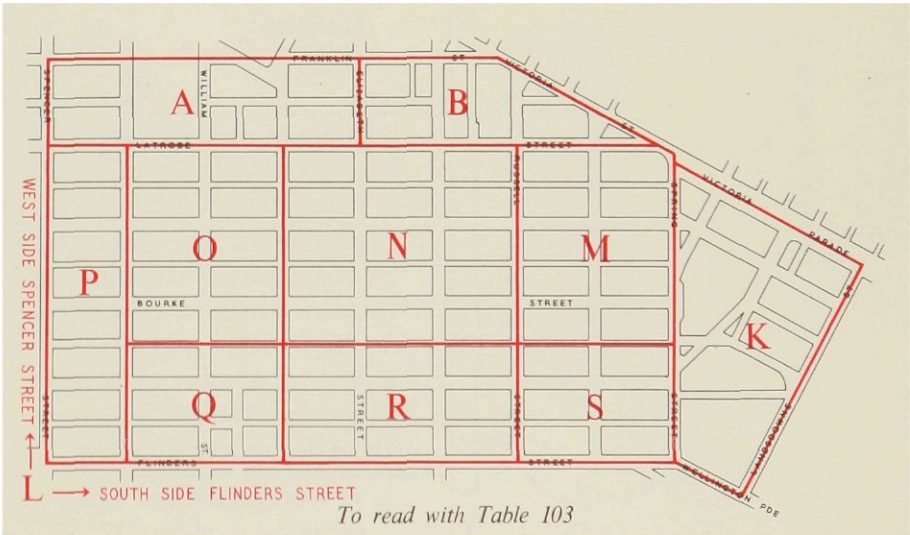 FRANKLIN ST
VICTORIA ST
SPENCER
A
WILLIAM
ELIZABETH
B
LATROBE STREET
RUSSELL
SPRING
VICTORIA PARADE
WEST SIDE SPENCER STREET
P
O
N
M
BOURKE STREET
K
ST
Q
R
S
STREET
STREET
STREET
STREET
ST
LANSDOWNE
FLINDERS STREET
WELLINGTON PDE
L
SOUTH SIDE FLINDERS STREET
To read with Table 103